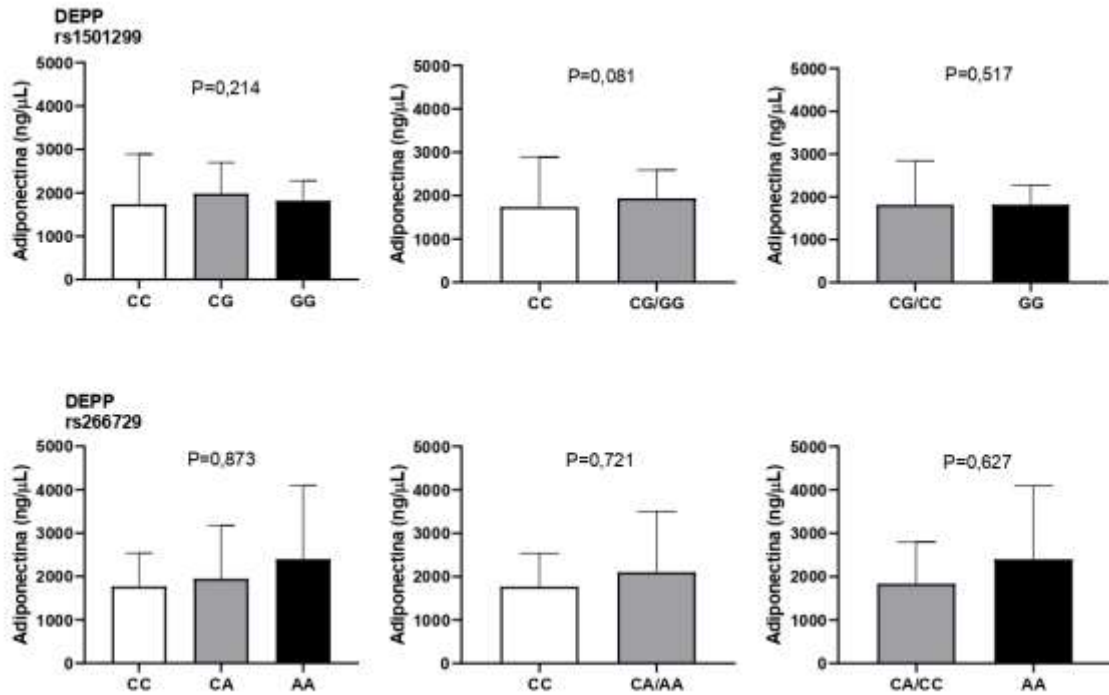 DEPP
rs1501299
Adiponectina (ng/µL)
5000
4000
3000
2000
1000
0
P=0,214
CC CG GG
Adiponectina (ng/µL)
5000
4000
3000
2000
1000
0
P=0,081
CC CG/GG
Adiponectina (ng/µL)
5000
4000
3000
2000
1000
0
P=0,517
CG/CC GG
DEPP
rs266729
Adiponectina (ng/µL)
5000
4000
3000
2000
1000
0
P=0,873
CC CA AA
Adiponectina (ng/µL)
5000
4000
3000
2000
1000
0
P=0,721
CC CA/AA
Adiponectina (ng/µL)
5000
4000
3000
2000
1000
0
P=0,627
CA/CC AA